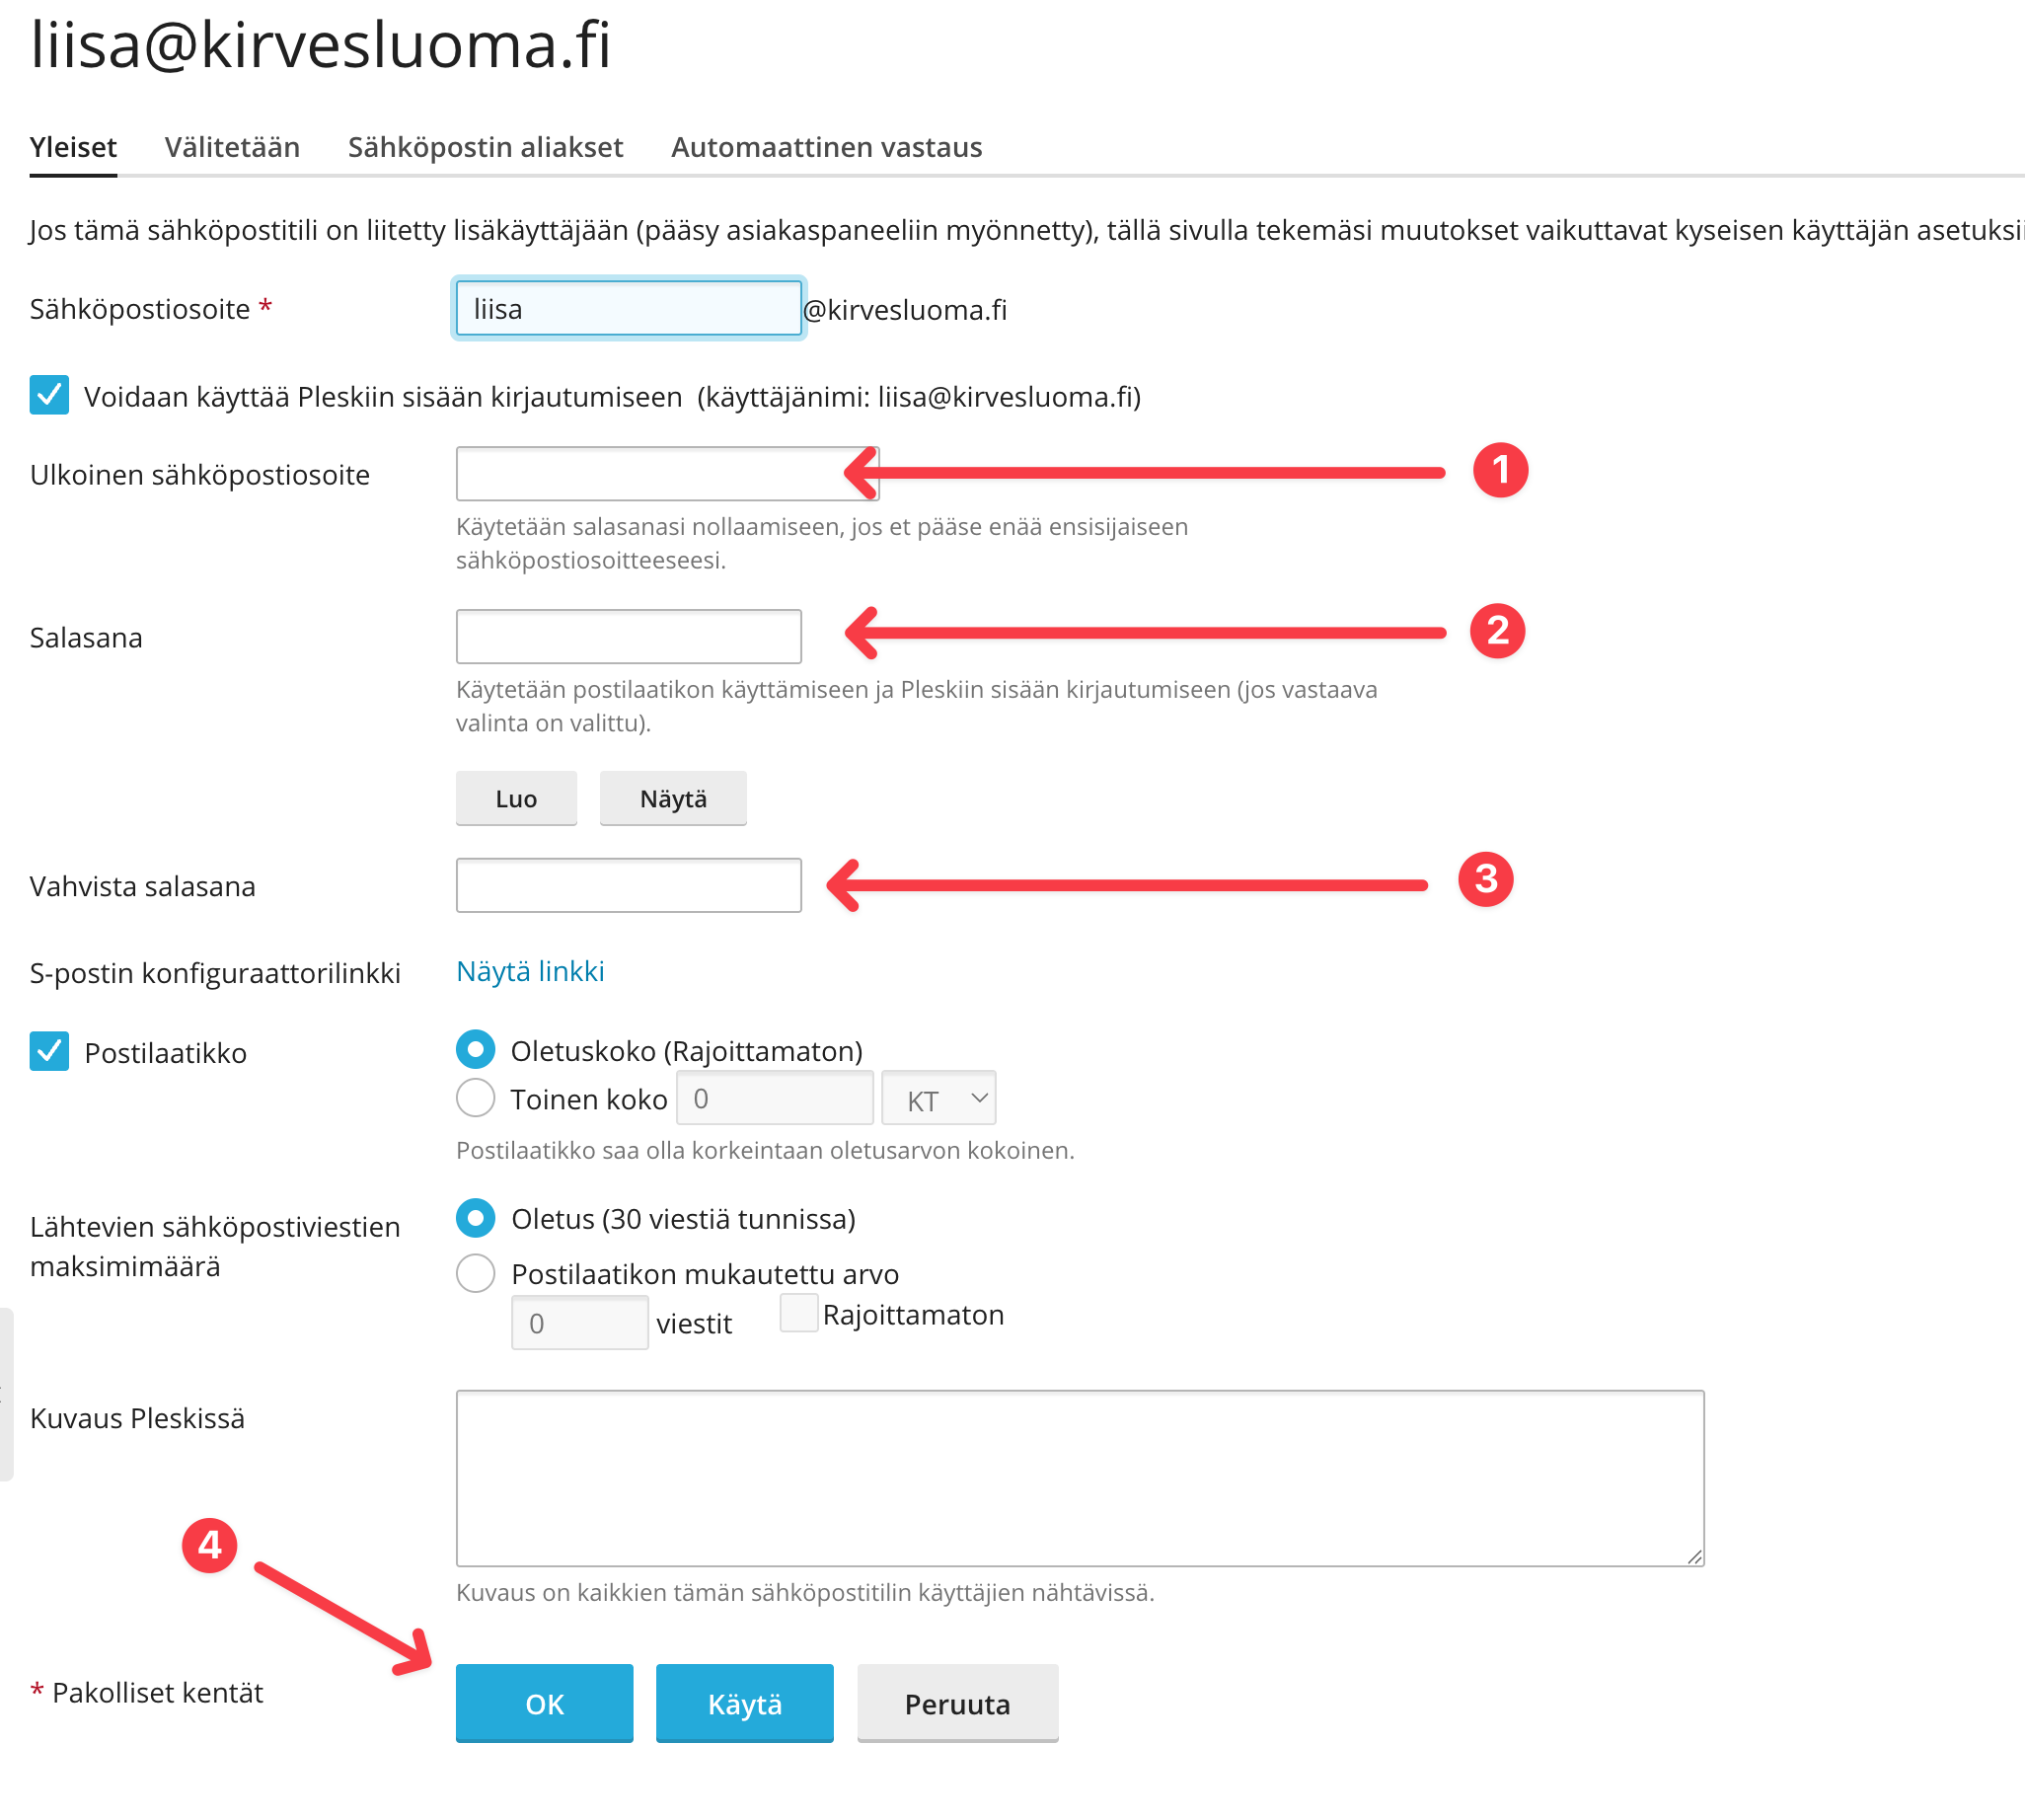 liisa@kirvesluoma.fi
Yleiset Välitetään Sähköpostin aliakset Automaattinen vastaus
Jos tämä sähköpostitili on liitetty lisäkäyttäjään (pääsy asiakaspaneeliin myönnetty), tällä sivulla tekemäsi muutokset vaikuttavat kyseisen käyttäjän
Sähköpostiosoite * liisa @kirvesluoma.fi
Voidaan käyttää Pleskiin sisään kirjautumiseen (käyttäjänimi: liisa@kirvesluoma.fi)
Ulkoinen sähköpostiosoite 1
Käytetään salasanasi nollaamiseen, jos et pääse enää ensisijaiseen
sähköpostiosoitteeseesi.
Salasana 2
Käytetään postilaatikon käyttämiseen ja Pleskiin sisään kirjautumiseen (jos vastaava
valinta on valittu).
Luo Näytä
Vahvista salasana 3
S-postin konfiguraattorilinkki Näytä linkki
Postilaatikko Oletuskoko (Rajoittamaton)
Toinen koko 0 KT
Postilaatikko saa olla korkeintaan oletusarvon kokoinen.
Lähtevien sähköpostiviestien
maksimimäärä
Oletus (30 viestiä tunnissa)
Postilaatikon mukautettu arvo
0 viestit Rajoittamaton
Kuvaus Pleskissä
4
Kuvaus on kaikkien tämän sähköpostitilin käyttäjien nähtävissä.
* Pakolliset kentät OK Käytä Peruuta